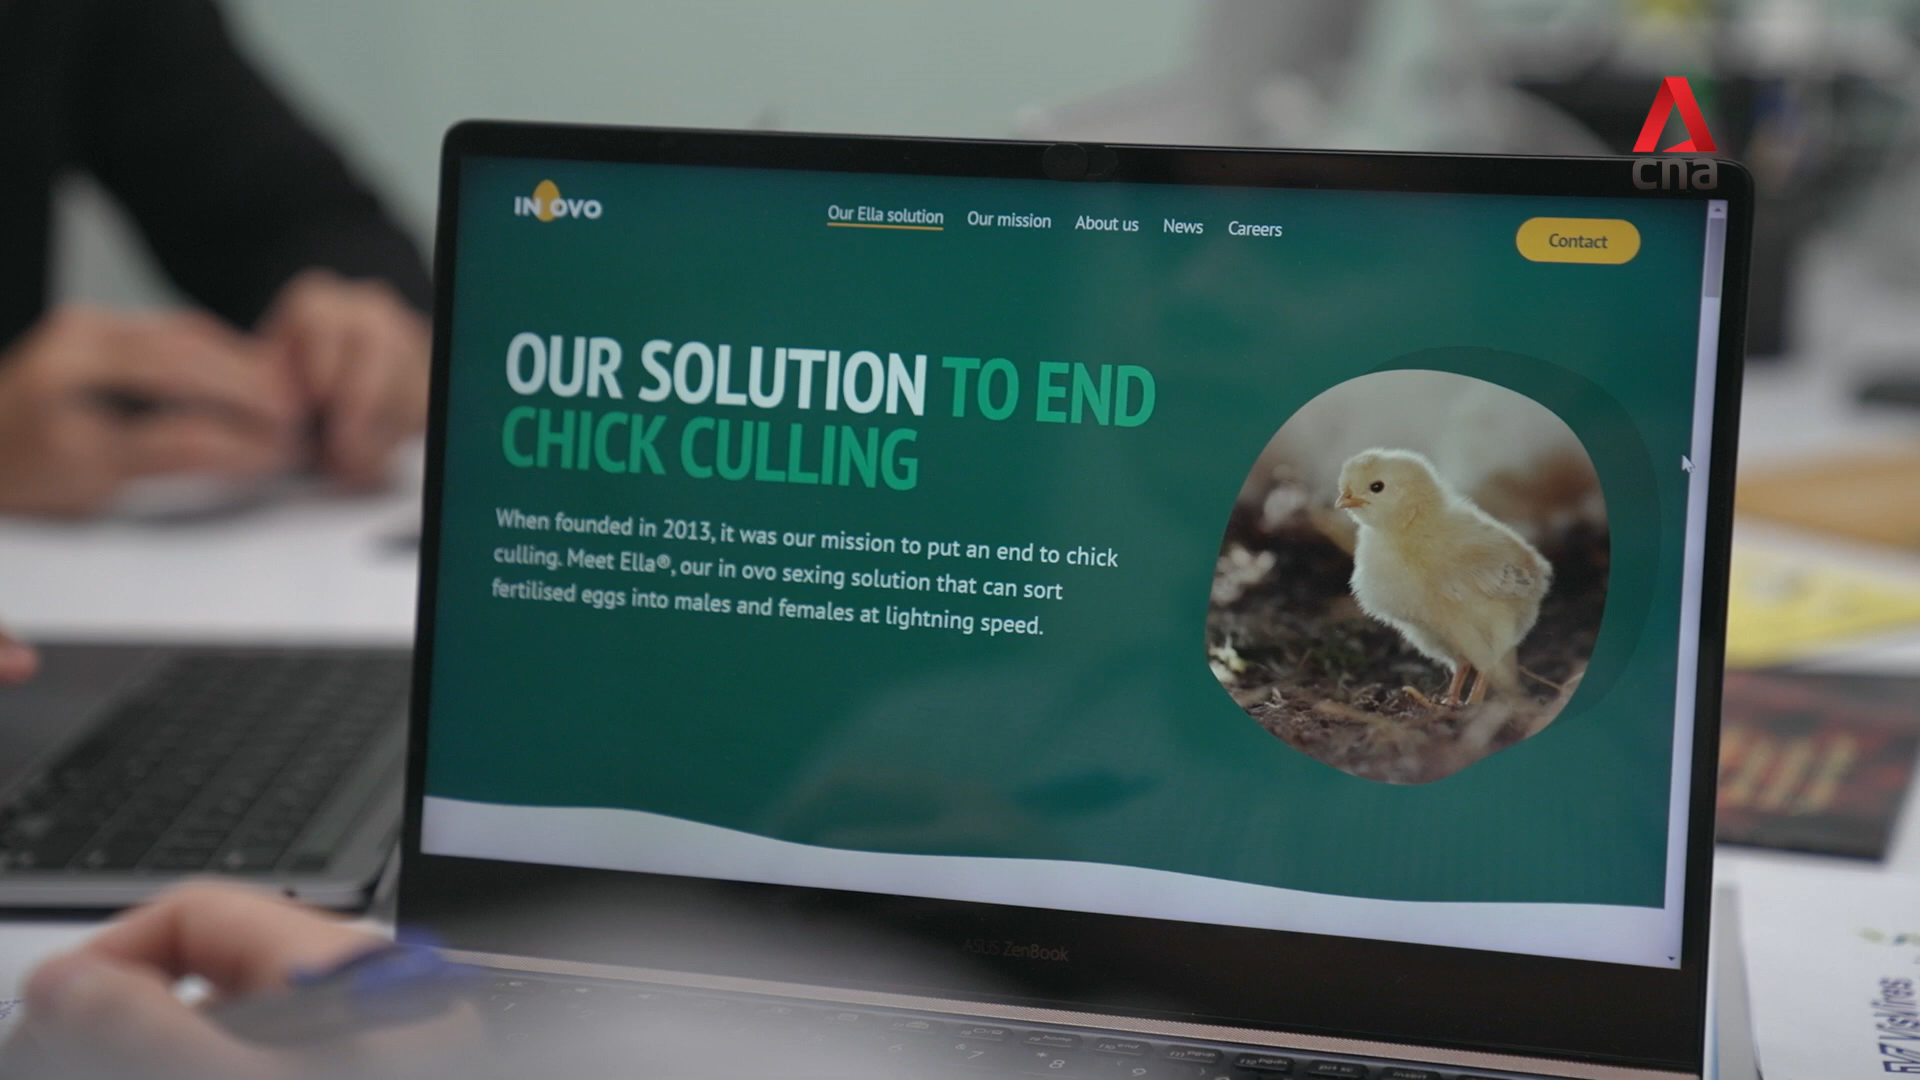 cna
IN OVO
Our Ella solution Our mission About us News Careers
Contact
OUR SOLUTION TO END
CHICK CULLING
When founded in 2013, it was our mission to put an end to chick
culling. Meet Ella®, our in ovo sexing solution that can sort
fertilised eggs into males and females at lightning speed.
ASUS ZenBook